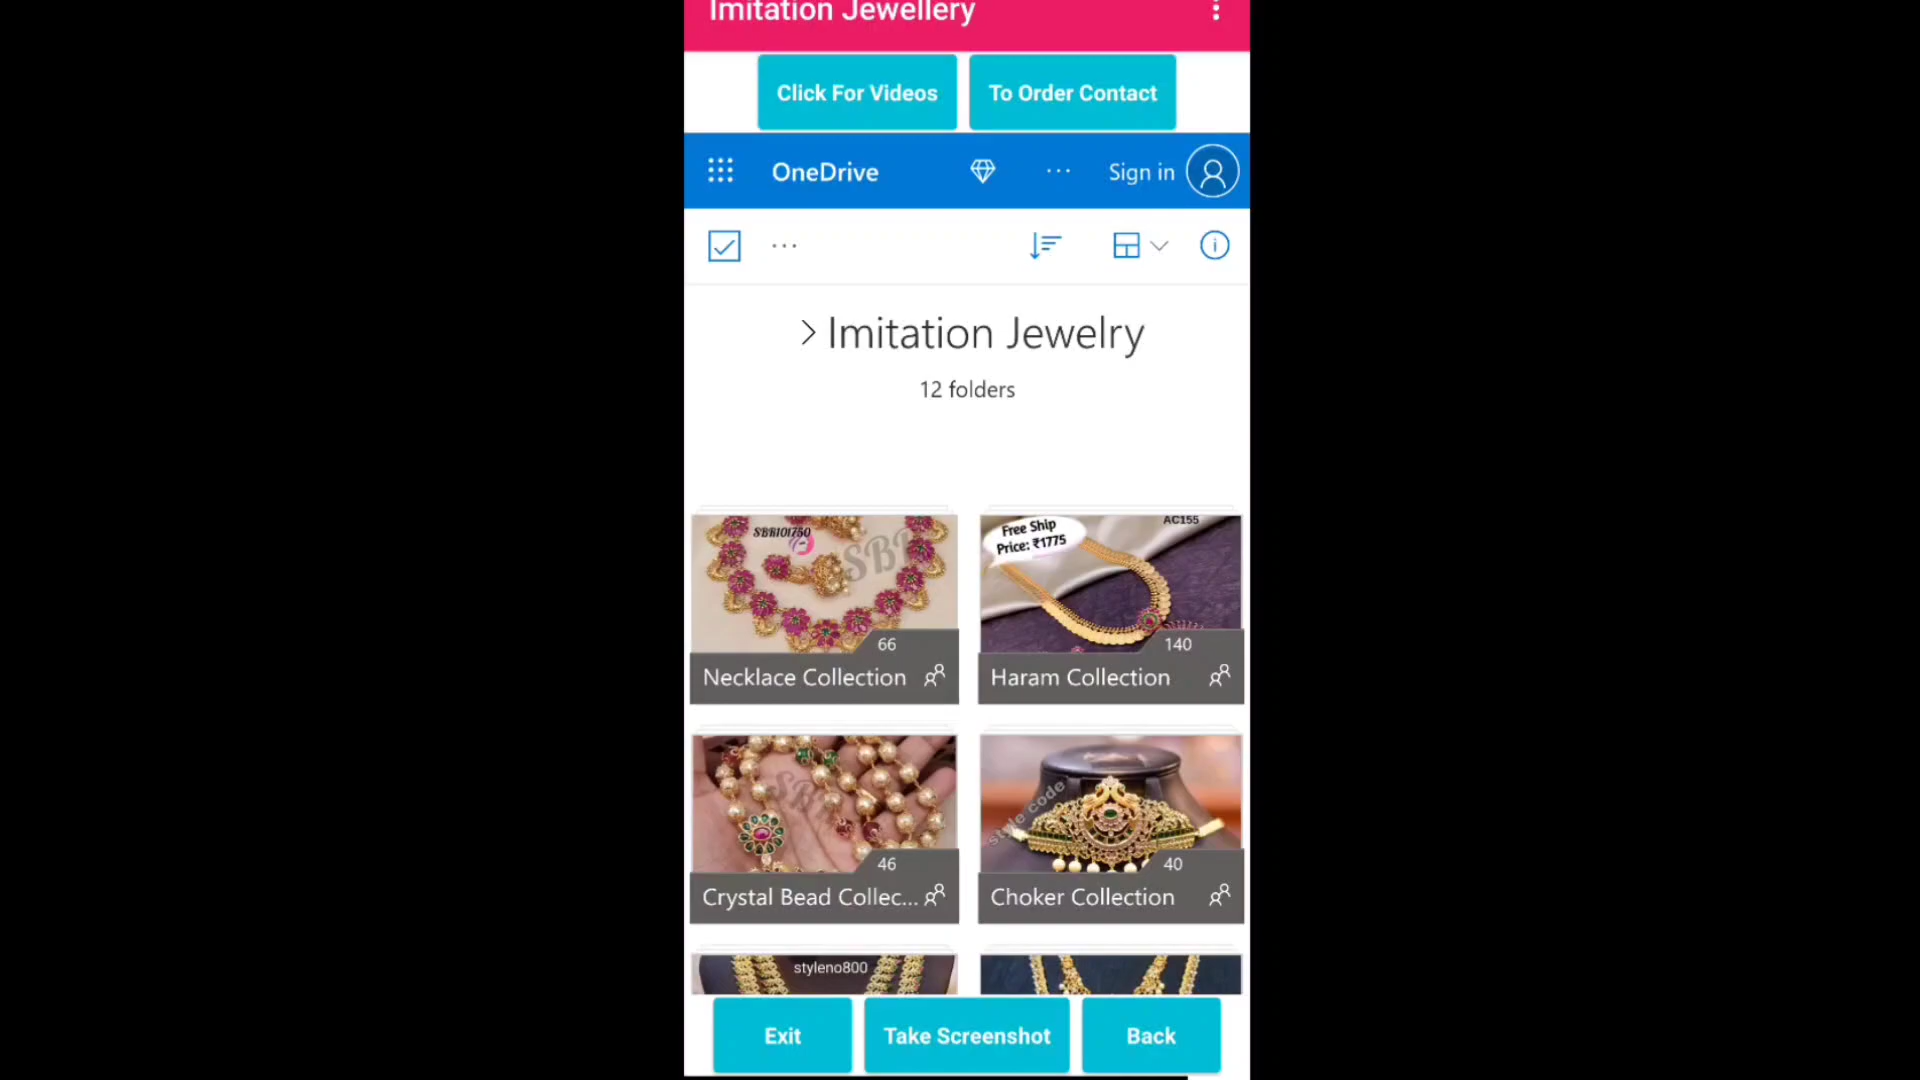 Imitation Jewellery
Click For Videos
To Order Contact
OneDrive
Sign in
Imitation Jewelry
12 folders
SBB101750
SBB
66
Necklace Collection
Free Ship
Price: ₹1775
AC155
140
Haram Collection
46
Crystal Bead Collec...
style code
40
Choker Collection
styleno800
Exit
Take Screenshot
Back